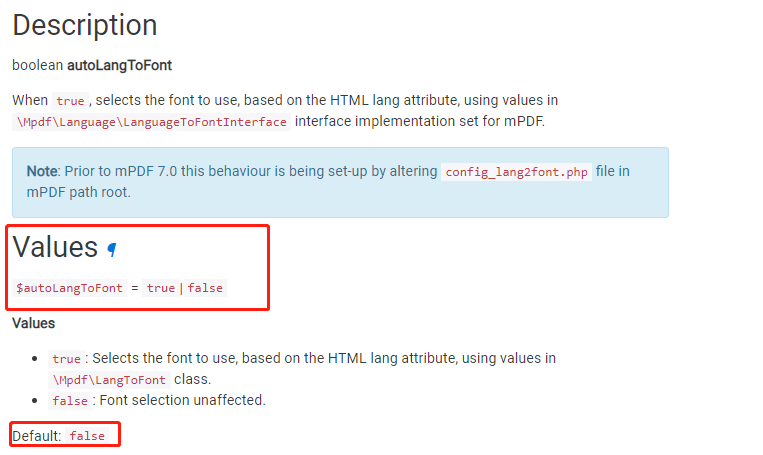 Description
boolean autoLangToFont
When true , selects the font to use, based on the HTML lang attribute, using values in
\Mpdf\Language\LanguageToFontInterface interface implementation set for mPDF.
Note: Prior to mPDF 7.0 this behaviour is being set-up by altering config_lang2font.php file in
mPDF path root.
Values ¶
$autoLangToFont = true | false
Values
• true : Selects the font to use, based on the HTML lang attribute, using values in
\Mpdf\LangToFont class.
• false : Font selection unaffected.
Default: false